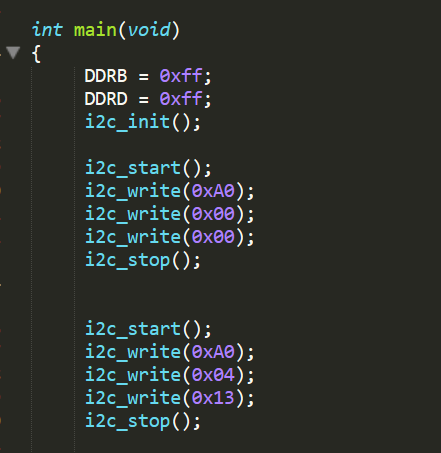 int main(void)
{
DDRB = 0xff;
DDRD = 0xff;
i2c_init();
i2c_start();
i2c_write(0xA0);
i2c_write(0x00);
i2c_write(0x00);
i2c_stop();
i2c_start();
i2c_write(0xA0);
i2c_write(0x04);
i2c_write(0x13);
i2c_stop();